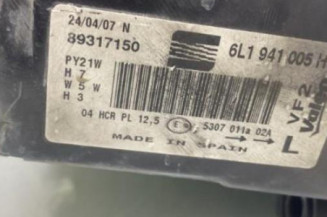 24/04/07 N
89317150
6L1 941 005 H
PY21W
H 7
W 5 W
H 3
VF2
Valeo
04 HCR PL 12,5
5307 011a 02A
L
MADE IN SPAIN